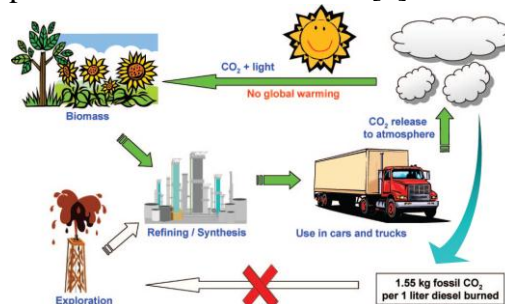 CO2 + light
No global warming
Biomass
CO2 release
to atmosphere
Refining / Synthesis
Use in cars and trucks
Exploration
1.55 kg fossil CO2
per 1 liter diesel burned